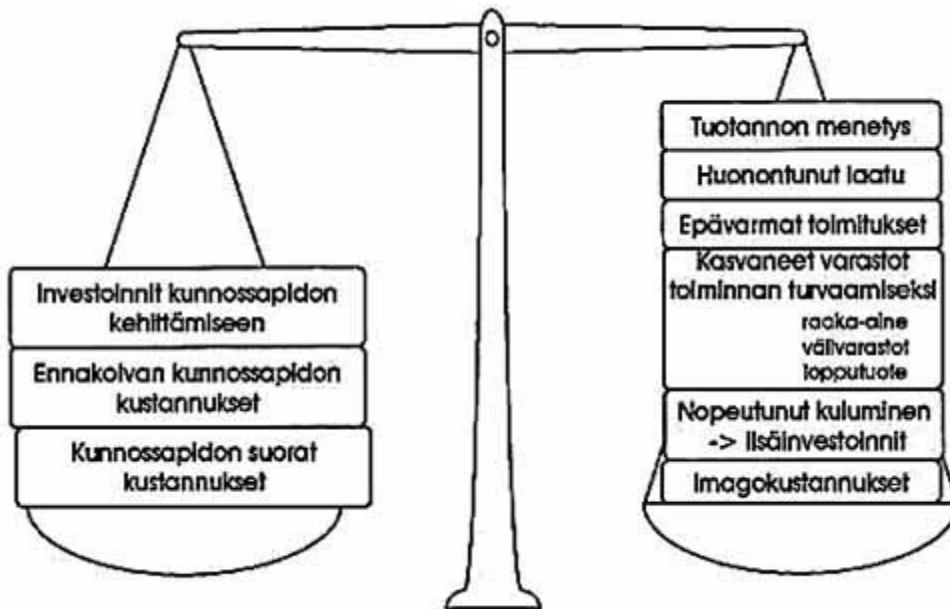 Investoinnit kunnossapidon
kehittämiseen
Ennakoivan kunnossapidon
kustannukset
Kunnossapidon suorat
kustannukset
Tuotannon menetys
Huonontunut laatu
Epävarmat toimitukset
Kasvaneet varastot
toiminnan turvaamiseksi
raaka-aine
välivarastot
lopputuote
Nopeutunut kuluminen
-> lisäinvestoinnit
Imagokustannukset